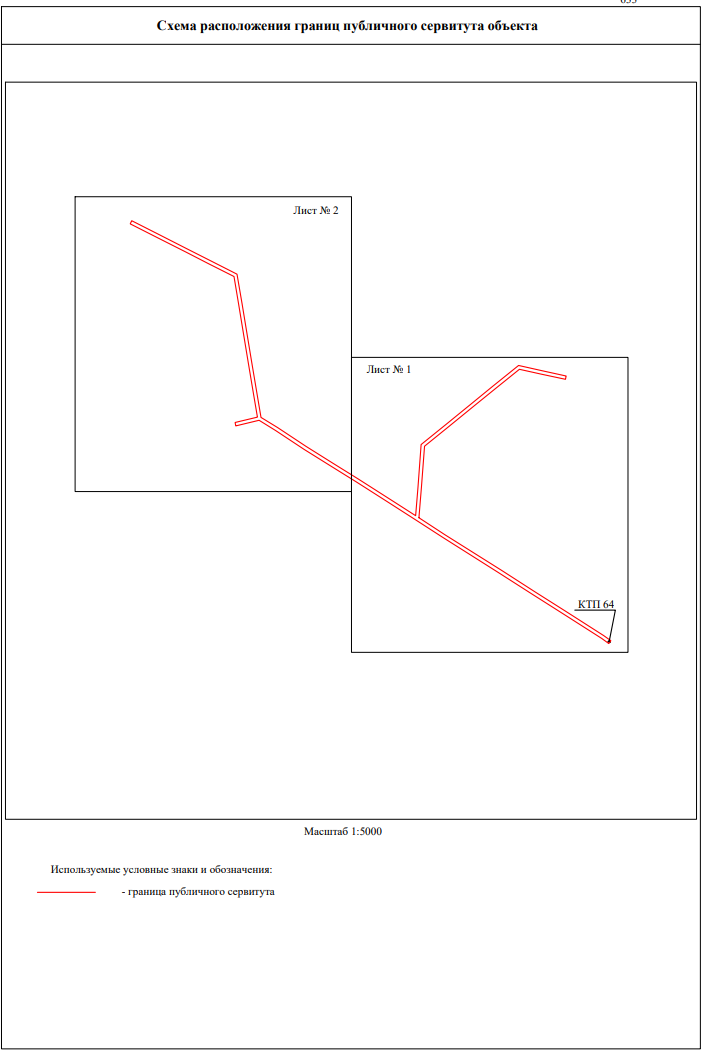 Схема расположения границ публичного сервитута объекта
Лист № 2
Лист № 1
КТП 64
Масштаб 1:5000
Используемые условные знаки и обозначения:
- граница публичного сервитута